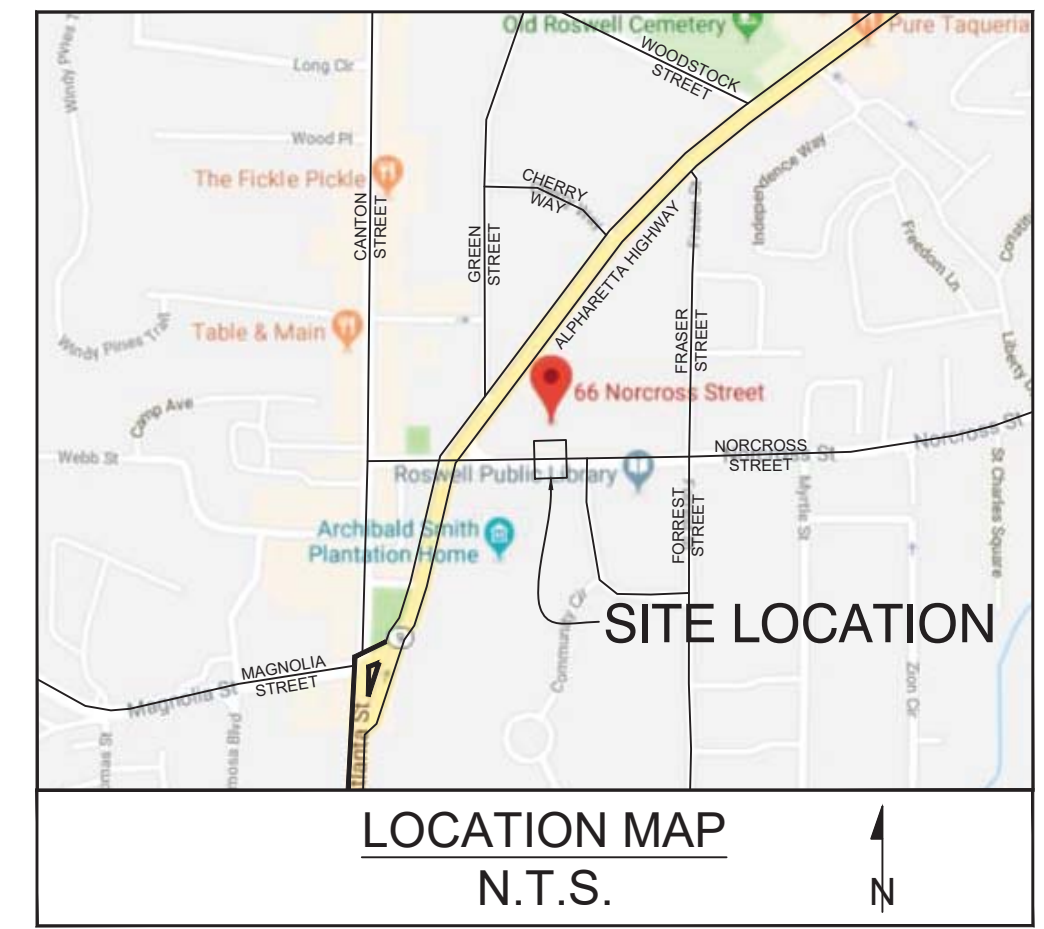 Old Roswell Cemetery
Pure Taqueria
WOODSTOCK
STREET
Long Cir
Windy Pines
Wood Pl
The Fickle Pickle
CANTON
STREET
CHERRY
WAY
GREEN
STREET
ALPHARETTA HIGHWAY
Independence Way
Freedom Ln
Liberty
Windy Pines Trail
Table & Main
FRASER
STREET
66 Norcross Street
Camp Ave
Webb St
NORCROSS
STREET
Norcross St
Roswell Public Library
Archibald Smith
Plantation Home
FORREST
STREET
Myrtle St
St Charles Square
SITE LOCATION
Community Cir
Zion Cir
MAGNOLIA
STREET
Magnolia St
LOCATION MAP
N.T.S.
N